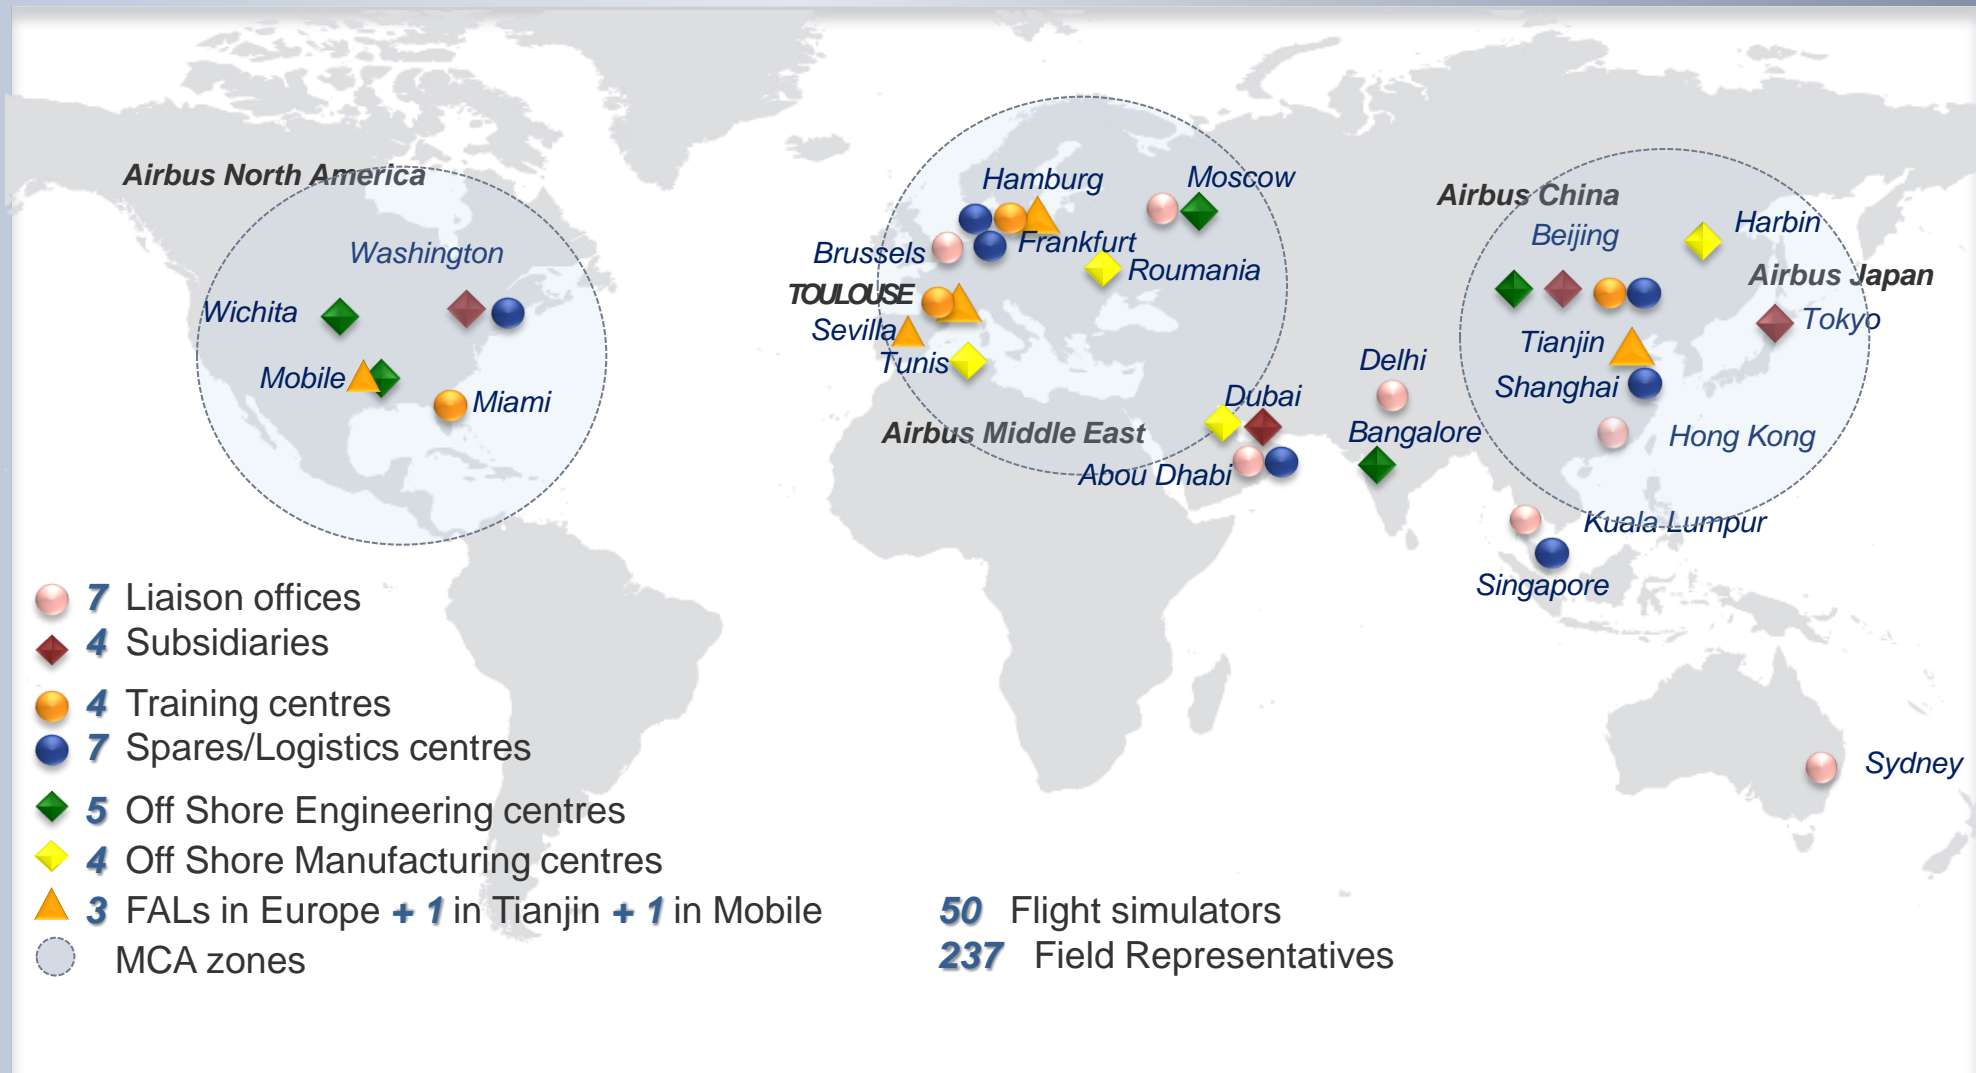 Airbus North America
Washington
Wichita
Mobile
Miami
Hamburg
Moscow
Brussels
Frankfurt
Roumania
TOULOUSE
Sevilla
Tunis
Airbus Middle East
Dubai
Abou Dhabi
Delhi
Bangalore
Airbus China
Beijing
Harbin
Airbus Japan
Tokyo
Tianjin
Shanghai
Hong Kong
Kuala Lumpur
Singapore
Sydney
7 Liaison offices
4 Subsidiaries
4 Training centres
7 Spares/Logistics centres
5 Off Shore Engineering centres
4 Off Shore Manufacturing centres
3 FALs in Europe + 1 in Tianjin + 1 in Mobile
MCA zones
50 Flight simulators
237 Field Representatives